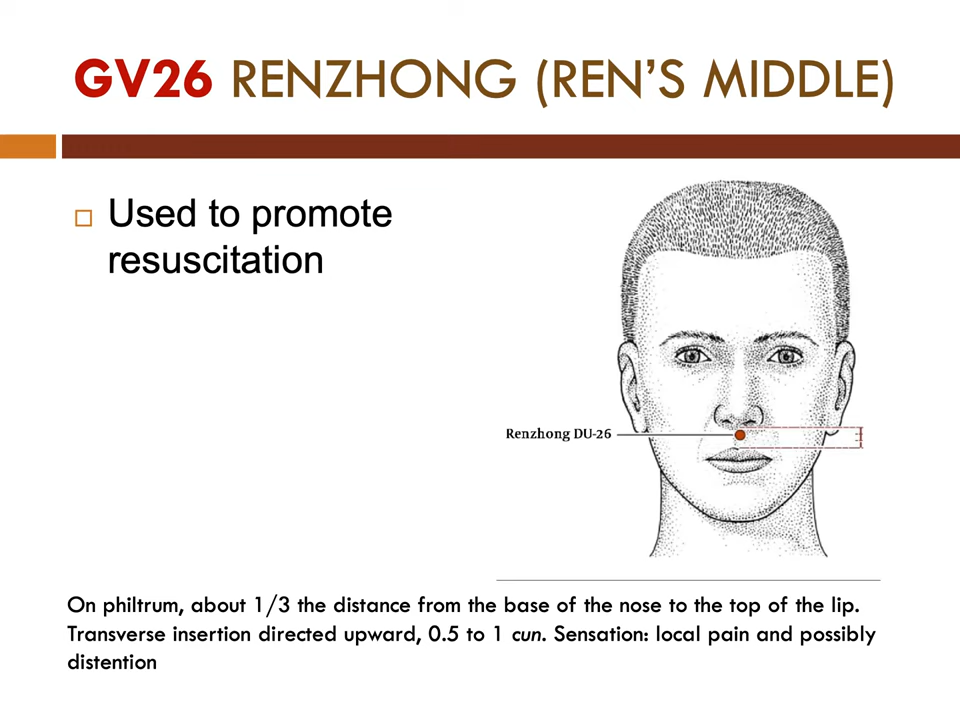 GV26 RENZHONG (REN’S MIDDLE)
Used to promote
resuscitation
Renzhong DU-26
On philtrum, about 1/3 the distance from the base of the nose to the top of the lip.
Transverse insertion directed upward, 0.5 to 1 cun. Sensation: local pain and possibly
distention